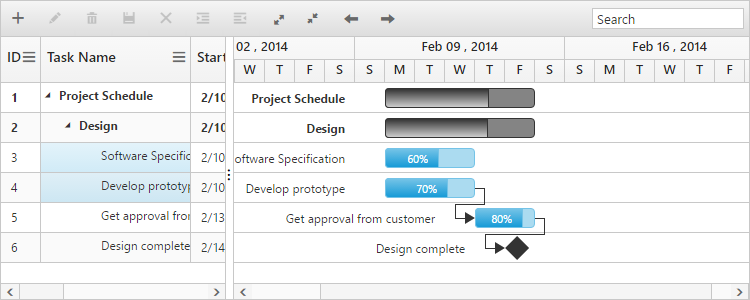 Search
ID Task Name Start
02 , 2014 Feb 09 , 2014 Feb 16 , 2014
W T F S S M T W T F S S M T W T F
1 Project Schedule 2/10
2 Design 2/10
3 Software Specific 2/10
4 Develop prototyp 2/10
5 Get approval fror 2/13
6 Design complete 2/14
Project Schedule
Design
oftware Specification 60%
Develop prototype 70%
Get approval from customer 80%
Design complete